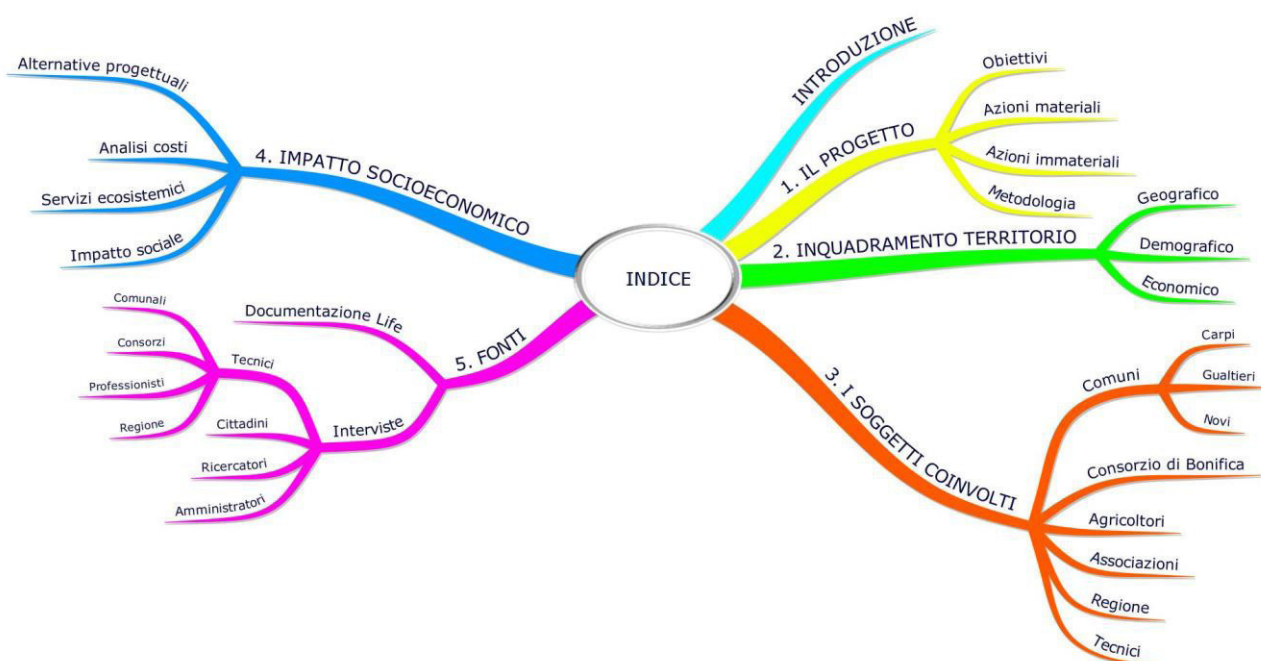 INDICE
INTRODUZIONE
1. IL PROGETTO
Obiettivi
Azioni materiali
Azioni immateriali
Metodologia
2. INQUADRAMENTO TERRITORIO
Geografico
Demografico
Economico
3. I SOGGETTI COINVOLTI
Comuni
Carpi
Gualtieri
Novi
Consorzio di Bonifica
Agricoltori
Associazioni
Regione
Tecnici
4. IMPATTO SOCIOECONOMICO
Alternative progettuali
Analisi costi
Servizi ecosistemici
Impatto sociale
5. FONTI
Documentazione Life
Interviste
Tecnici
Comunali
Consorzi
Professionisti
Regione
Cittadini
Ricercatori
Amministratori